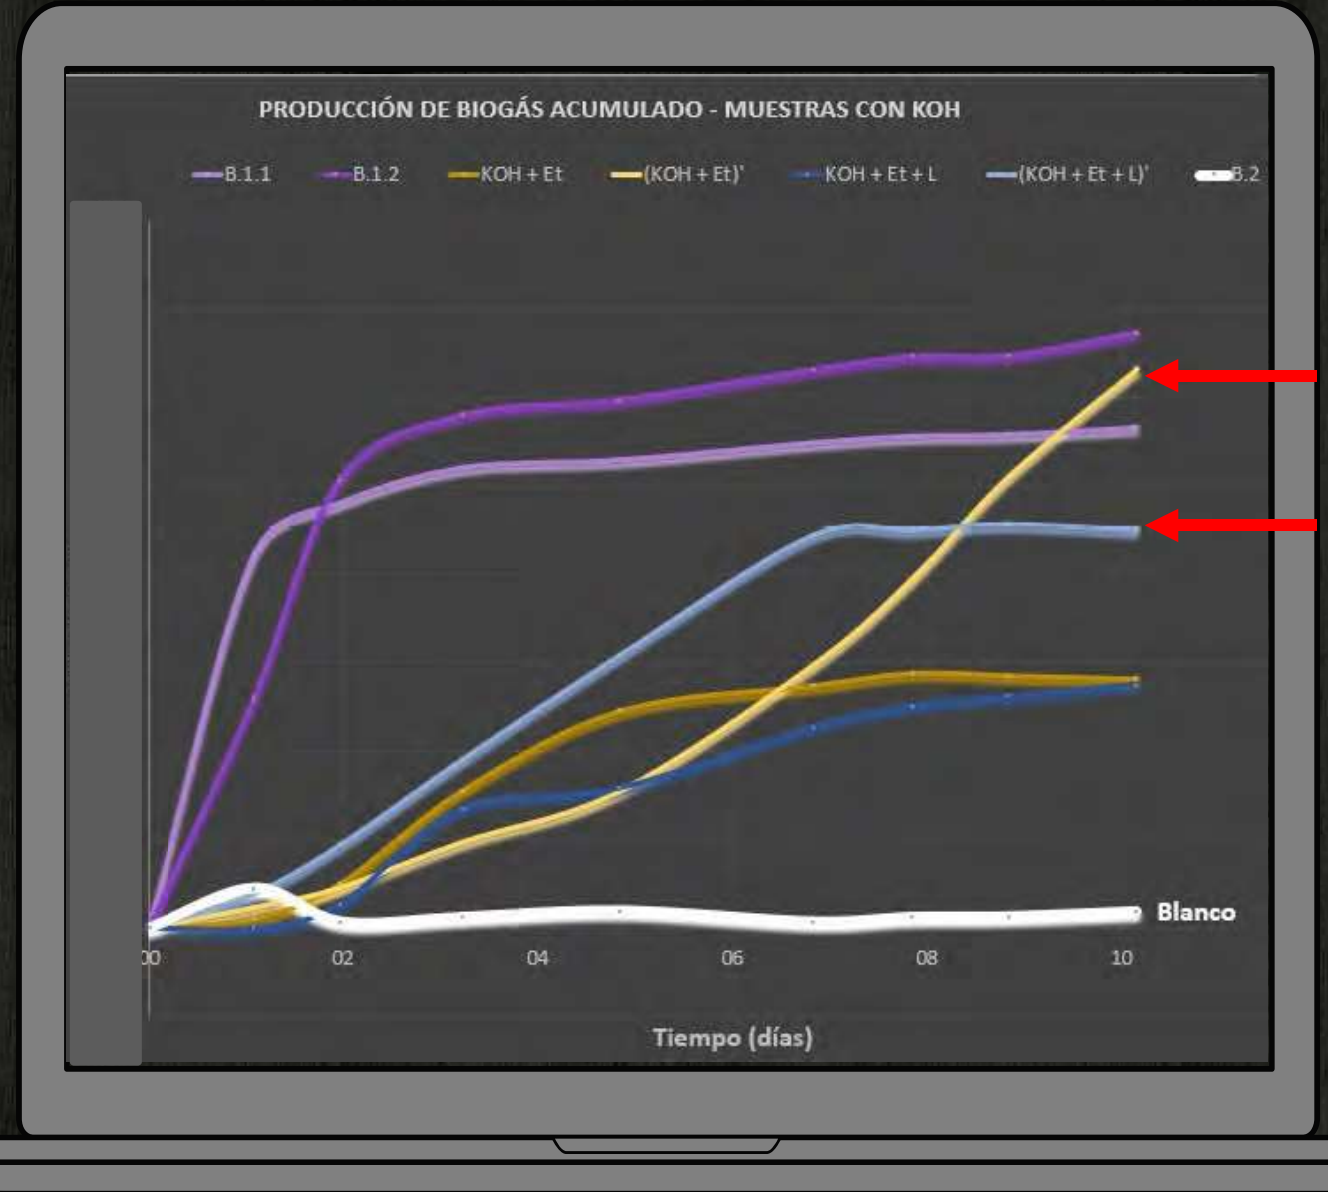 PRODUCCIÓN DE BIOGÁS ACUMULADO - MUESTRAS CON KOH
B.1.1 B.1.2 KOH + Et (KOH + Et)' KOH + Et + L (KOH + Et + L)' B.2
Blanco
00 02 04 06 08 10
Tiempo (días)